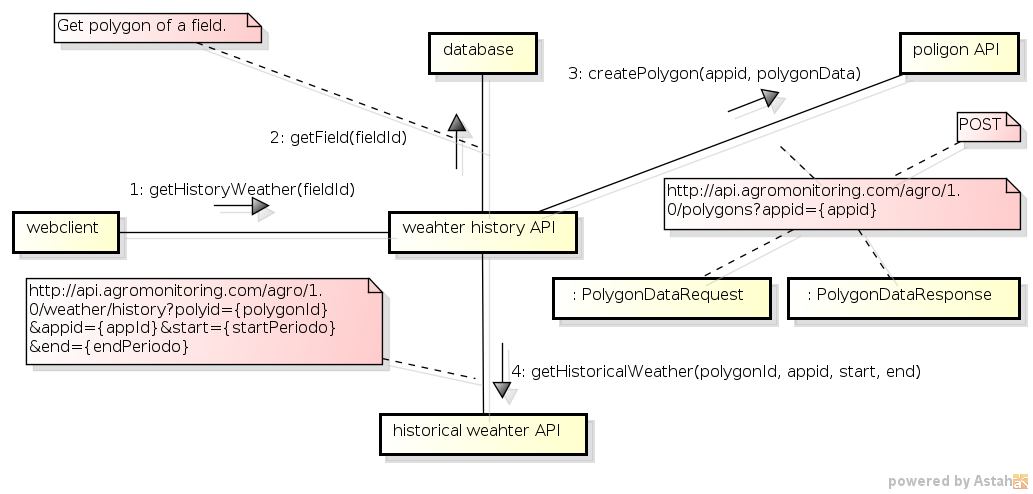 Get polygon of a field.
database
poligon API
3: createPolygon(appid, polygonData)
POST
2: getField(fieldId)
1: getHistoryWeather(fieldId)
http://api.agromonitoring.com/agro/1.
0/polygons?appid={appid}
webclient
weahter history API
http://api.agromonitoring.com/agro/1.
0/weather/history?polyid={polygonId}
&appid={appId}&start={startPeriodo}
&end={endPeriodo}
: PolygonDataRequest
: PolygonDataResponse
4: getHistoricalWeather(polygonId, appid, start, end)
historical weahter API
powered by Astah